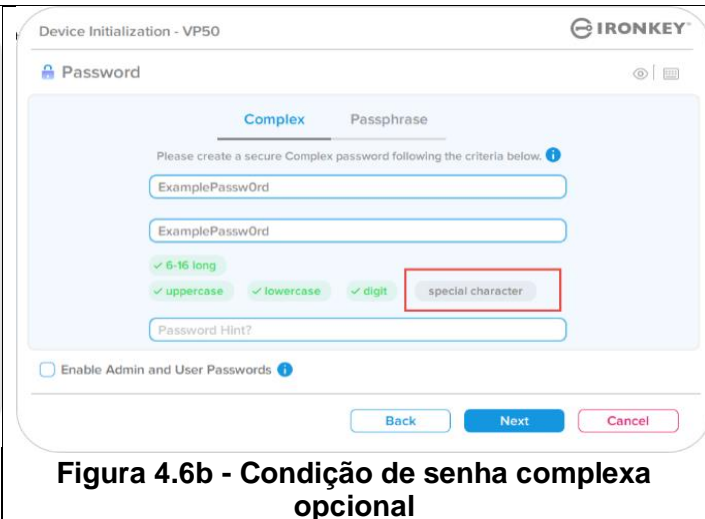 Device Initialization - VP50
IRONKEY
Password
Complex Passphrase
Please create a secure Complex password following the criteria below.
ExamplePassw0rd
ExamplePassw0rd
✓ 6-16 long
✓ uppercase ✓ lowercase ✓ digit special character
Password Hint?
Enable Admin and User Passwords
Back Next Cancel
Figura 4.6b - Condição de senha complexa
opcional